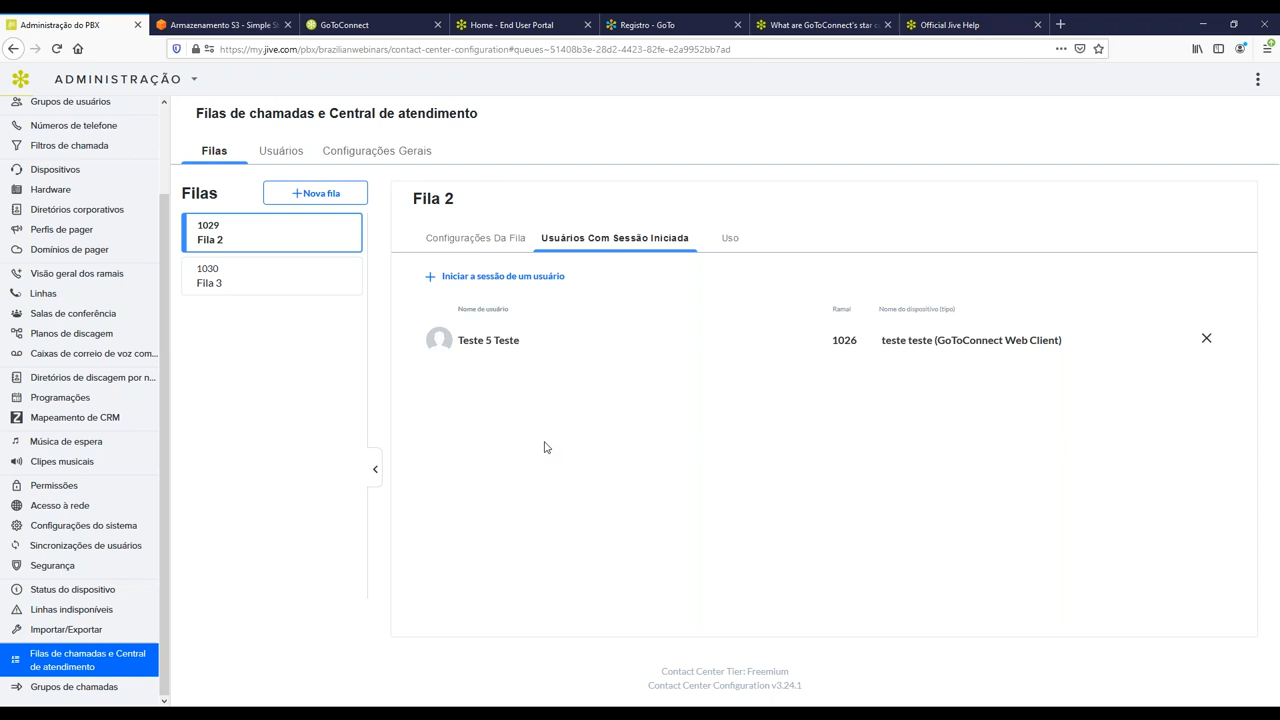 Administração do PBX
Armazenamento S3 - Simple S
GoToConnect
Home - End User Portal
Registro - GoTo
What are GoToConnect's star c
Official Jive Help
https://my.jive.com/pbx/brazilianwebinars/contact-center-configuration#queues~51408b3e-28d2-4423-82fe-e2a9952bb7ad
ADMINISTRAÇÃO
Grupos de usuários
Números de telefone
Filtros de chamada
Dispositivos
Hardware
Diretórios corporativos
Perfis de pager
Domínios de pager
Visão geral dos ramais
Linhas
Salas de conferência
Planos de discagem
Caixas de correio de voz com...
Diretórios de discagem por n...
Programações
Mapeamento de CRM
Música de espera
Clipes musicais
Permissões
Acesso à rede
Configurações do sistema
Sincronizações de usuários
Segurança
Status do dispositivo
Linhas indisponíveis
Importar/Exportar
Filas de chamadas e Central
de atendimento
Grupos de chamadas
Filas de chamadas e Central de atendimento
Filas
Usuários
Configurações Gerais
Filas
Nova fila
1029
Fila 2
1030
Fila 3
Fila 2
Configurações Da Fila
Usuários Com Sessão Iniciada
Uso
Iniciar a sessão de um usuário
Nome de usuário
Ramal
Nome do dispositivo (tipo)
Teste 5 Teste
1026
teste teste (GoToConnect Web Client)
Contact Center Tier: Freemium
Contact Center Configuration v3.24.1